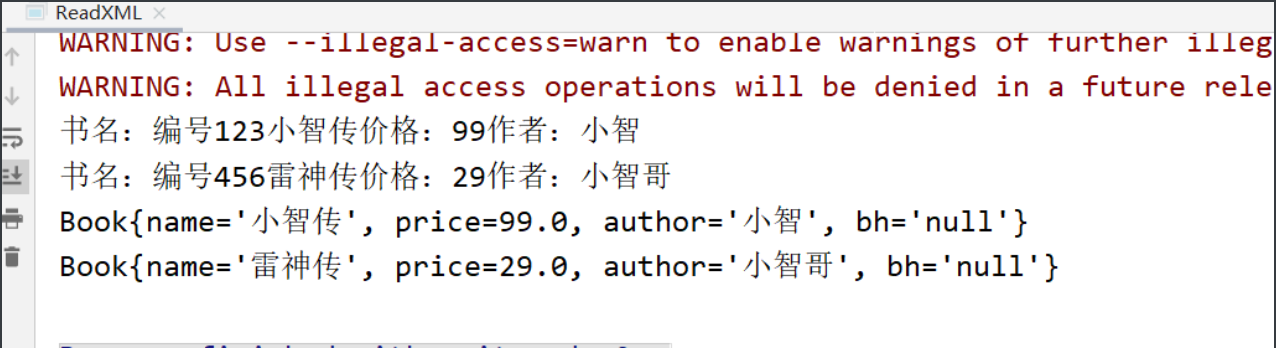 ReadXML
WARNING: Use --illegal-access=warn to enable warnings of further illeg
WARNING: All illegal access operations will be denied in a future rele
书名：编号123小智传价格：99作者：小智
书名：编号456雷神传价格：29作者：小智哥
Book{name='小智传', price=99.0, author='小智', bh='null'}
Book{name='雷神传', price=29.0, author='小智哥', bh='null'}